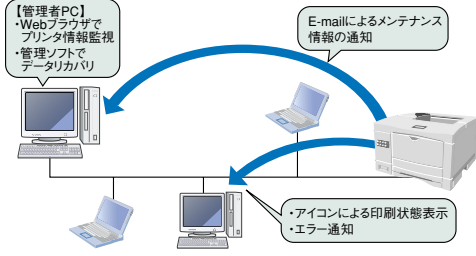 【管理者PC】
・Webブラウザで
プリンタ情報監視
・管理ソフトで
データリカバリ
E-mailによるメンテナンス
情報の通知
・アイコンによる印刷状態表示
・エラー通知